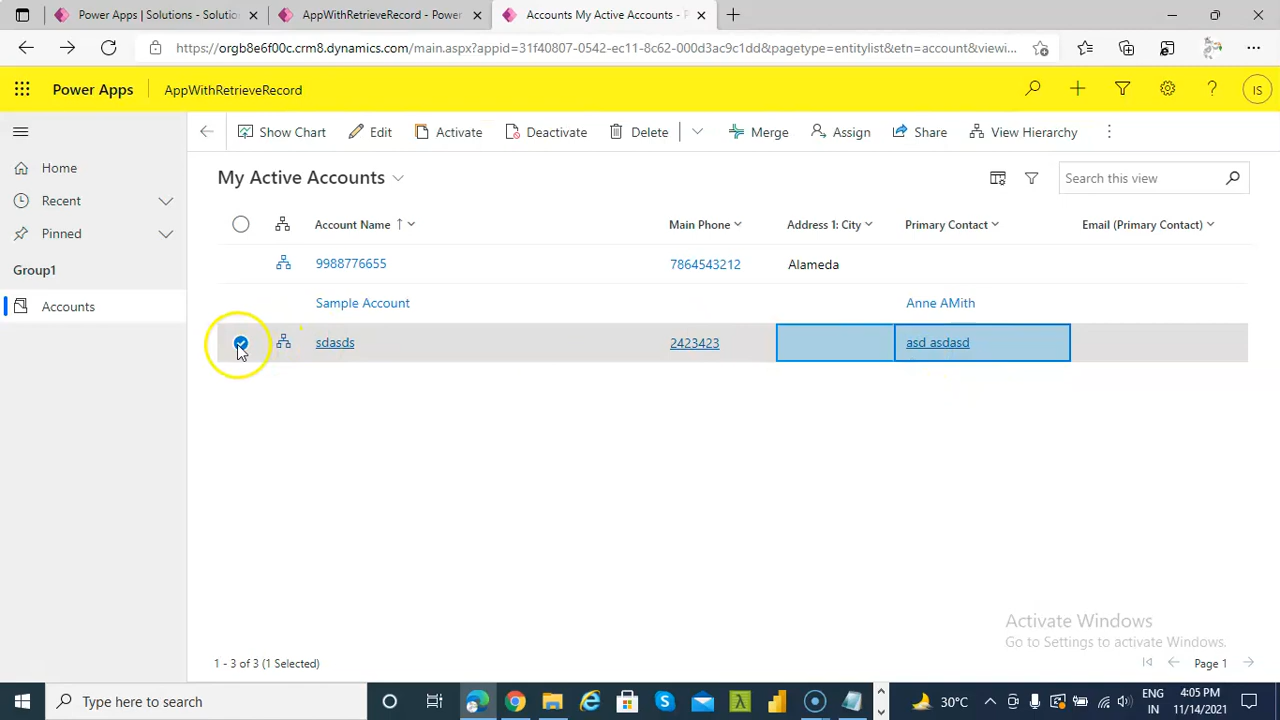 Power Apps | Solutions - Solutio
AppWithRetrieveRecord - Power
Accounts My Active Accounts - P
https://orgb8e6f00c.crm8.dynamics.com/main.aspx?appid=31f40807-0542-ec11-8c62-000d3ac9c1dd&pagetype=entitylist&etn=account&viewi...
Power Apps
AppWithRetrieveRecord
IS
Show Chart
Edit
Activate
Deactivate
Delete
Merge
Assign
Share
View Hierarchy
Home
Recent
Pinned
Group1
Accounts
My Active Accounts
Search this view
Account Name
Main Phone
Address 1: City
Primary Contact
Email (Primary Contact)
9988776655
7864543212
Alameda
Sample Account
Anne AMith
sdasds
2423423
asd asdasd
Activate Windows
Go to Settings to activate Windows.
1 - 3 of 3 (1 Selected)
Page 1
Type here to search
30°C
ENG
IN
4:05 PM
11/14/2021